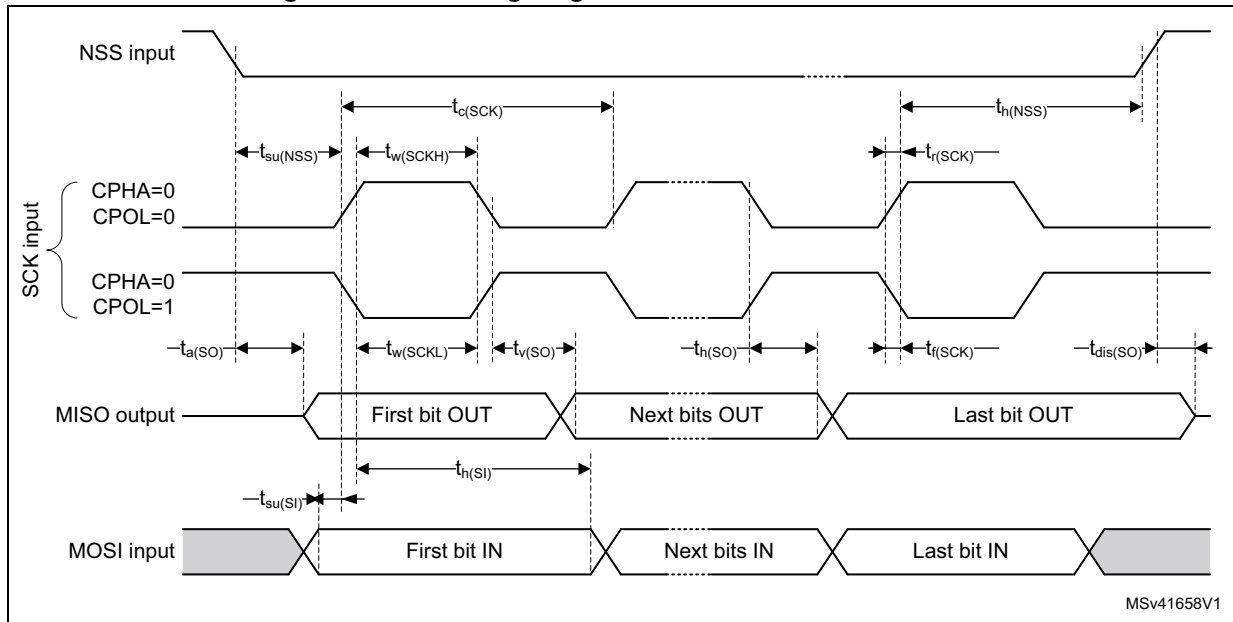 NSS input
tc(SCK)
th(NSS)
tsu(NSS)
tw(SCKH)
tr(SCK)
SCK input
CPHA=0
CPOL=0
CPHA=0
CPOL=1
ta(SO)
tw(SCKL)
tv(SO)
th(SO)
tf(SCK)
tdis(SO)
MISO output
First bit OUT
Next bits OUT
Last bit OUT
th(SI)
tsu(SI)
MOSI input
First bit IN
Next bits IN
Last bit IN
MSv41658V1